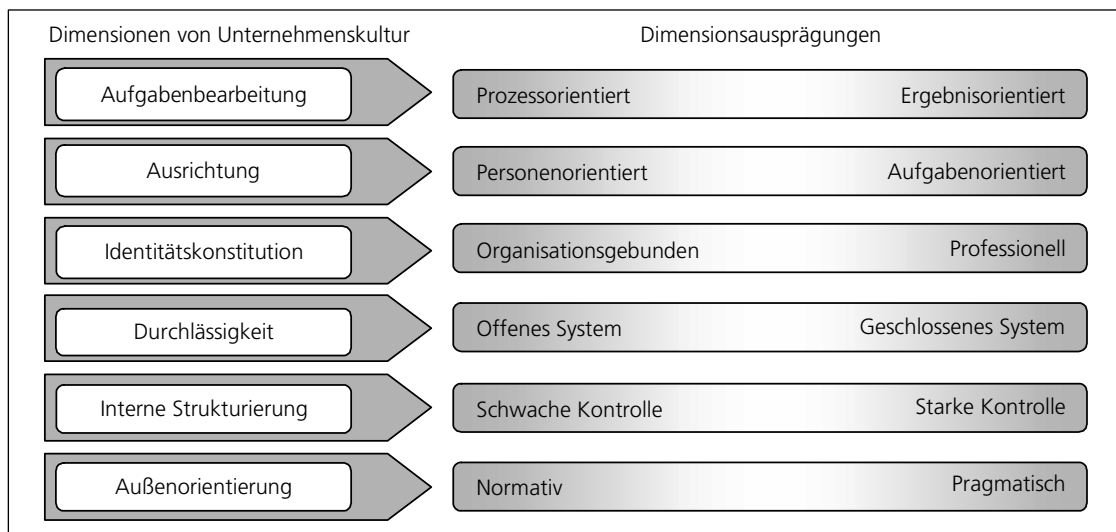 Dimensionen von Unternehmenskultur
Dimensionsausprägungen
Aufgabenbearbeitung
Prozessorientiert
Ergebnisorientiert
Ausrichtung
Personenorientiert
Aufgabenorientiert
Identitätskonstitution
Organisationsgebunden
Professionell
Durchlässigkeit
Offenes System
Geschlossenes System
Interne Strukturierung
Schwache Kontrolle
Starke Kontrolle
Außenorientierung
Normativ
Pragmatisch